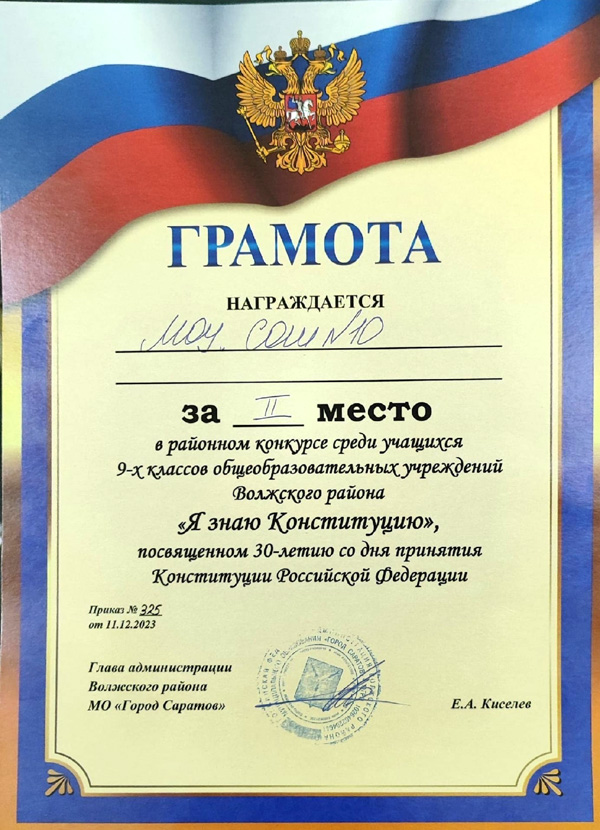 ГРАМОТА
НАГРАЖДАЕТСЯ
МОУ. СОШ №10
за II место
в районном конкурсе среди учащихся
9-х классов общеобразовательных учреждений
Волжского района
«Я знаю Конституцию»,
посвященном 30-летию со дня принятия
Конституции Российской Федерации
Приказ № 325
от 11.12.2023
Глава администрации
Волжского района
МО «Город Саратов»
Е.А. Киселев